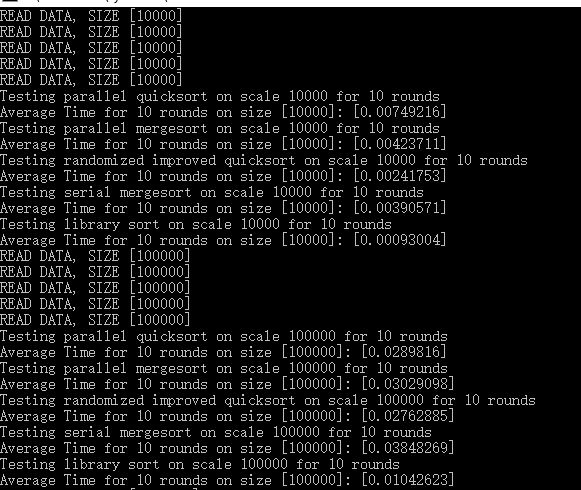 READ DATA, SIZE [10000]
READ DATA, SIZE [10000]
READ DATA, SIZE [10000]
READ DATA, SIZE [10000]
READ DATA, SIZE [10000]
Testing parallel quicksort on scale 10000 for 10 rounds
Average Time for 10 rounds on size [10000]: [0.00749216]
Testing parallel mergesort on scale 10000 for 10 rounds
Average Time for 10 rounds on size [10000]: [0.00423711]
Testing randomized improved quicksort on scale 10000 for 10 rounds
Average Time for 10 rounds on size [10000]: [0.00241753]
Testing serial mergesort on scale 10000 for 10 rounds
Average Time for 10 rounds on size [10000]: [0.00390571]
Testing library sort on scale 10000 for 10 rounds
Average Time for 10 rounds on size [10000]: [0.00093004]
READ DATA, SIZE [100000]
READ DATA, SIZE [100000]
READ DATA, SIZE [100000]
READ DATA, SIZE [100000]
READ DATA, SIZE [100000]
Testing parallel quicksort on scale 100000 for 10 rounds
Average Time for 10 rounds on size [100000]: [0.0289816]
Testing parallel mergesort on scale 100000 for 10 rounds
Average Time for 10 rounds on size [100000]: [0.03029098]
Testing randomized improved quicksort on scale 100000 for 10 rounds
Average Time for 10 rounds on size [100000]: [0.02762885]
Testing serial mergesort on scale 100000 for 10 rounds
Average Time for 10 rounds on size [100000]: [0.03848269]
Testing library sort on scale 100000 for 10 rounds
Average Time for 10 rounds on size [100000]: [0.01042623]